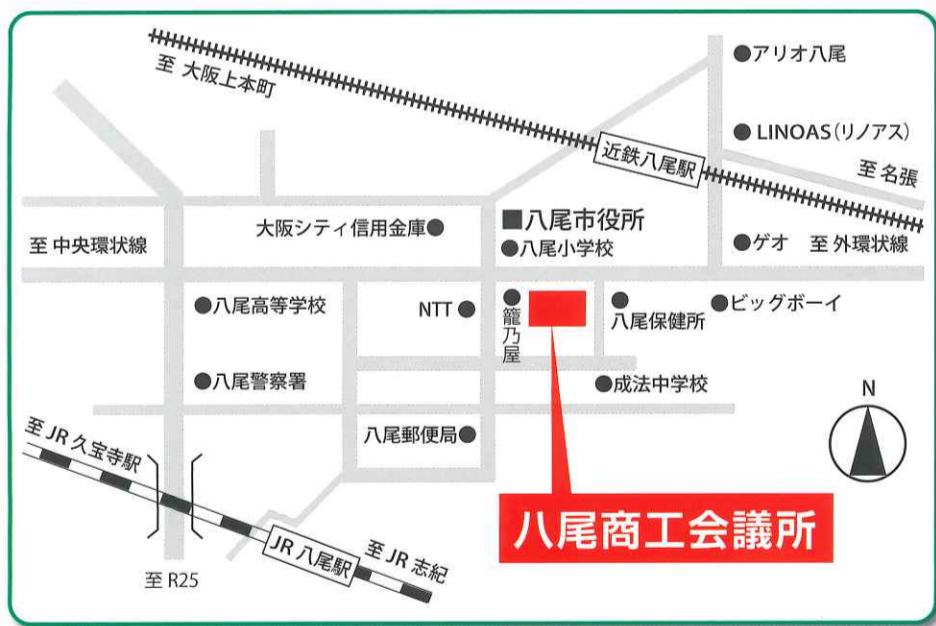 至 大阪上本町
アリオ八尾
LINOAS(リノアス)
近鉄八尾駅
至 名張
大阪シティ信用金庫
八尾市役所
至 中央環状線
八尾小学校
ゲオ
至 外環状線
八尾高等学校
NTT
籠乃屋
八尾保健所
ビッグボーイ
八尾警察署
成法中学校
N
至 JR 久宝寺駅
八尾郵便局
八尾商工会議所
JR 八尾駅
至 JR 志紀
至 R25